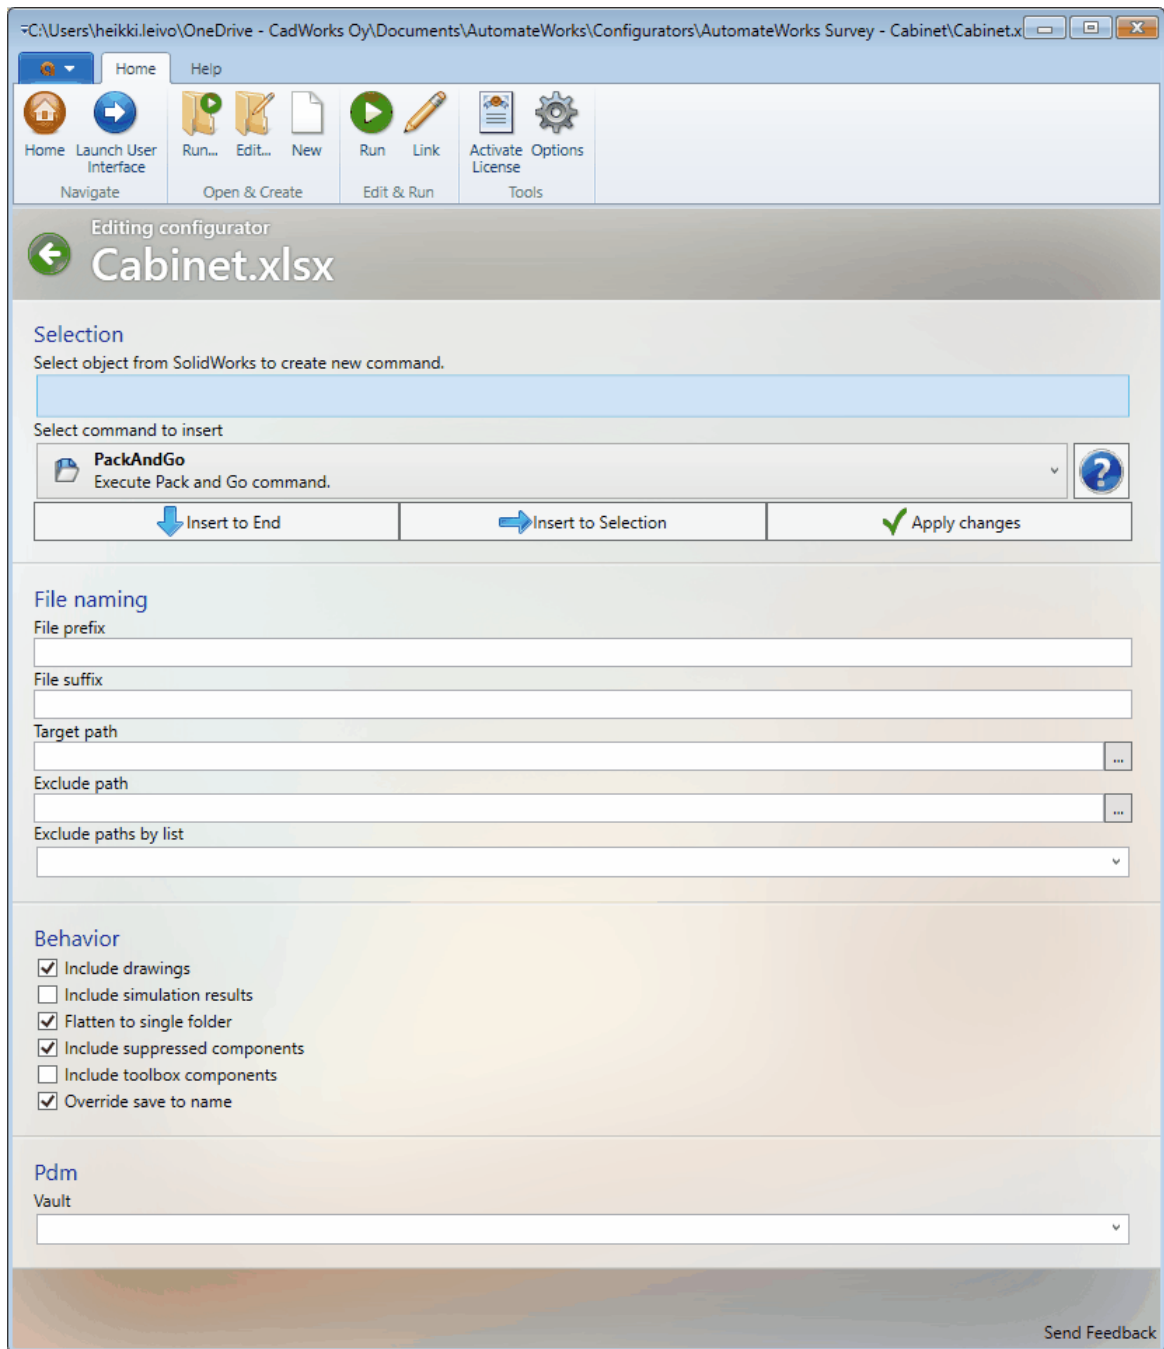 C:\Users\heikki.leivo\OneDrive - CadWorks Oy\Documents\AutomateWorks\Configurators\AutomateWorks Survey - Cabinet\Cabinet.x
Home Help
Home Launch User Interface Run... Edit... New Run Link Activate License Options
Navigate Open & Create Edit & Run Tools
Editing configurator
Cabinet.xlsx
Selection
Select object from SolidWorks to create new command.
Select command to insert
PackAndGo
Execute Pack and Go command.
Insert to End Insert to Selection Apply changes
File naming
File prefix
File suffix
Target path
...
Exclude path
...
Exclude paths by list
Behavior
Include drawings
Include simulation results
Flatten to single folder
Include suppressed components
Include toolbox components
Override save to name
Pdm
Vault
Send Feedback